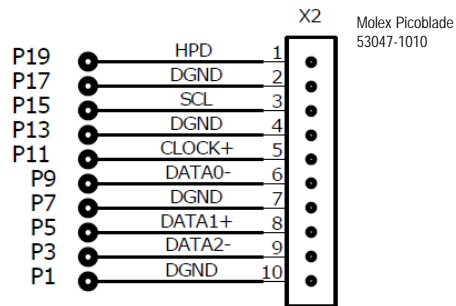 X2
Molex Picoblade
53047-1010
P19 HPD 1
P17 DGND 2
P15 SCL 3
P13 DGND 4
P11 CLOCK+ 5
P9 DATA0- 6
P7 DGND 7
P5 DATA1+ 8
P3 DATA2- 9
P1 DGND 10